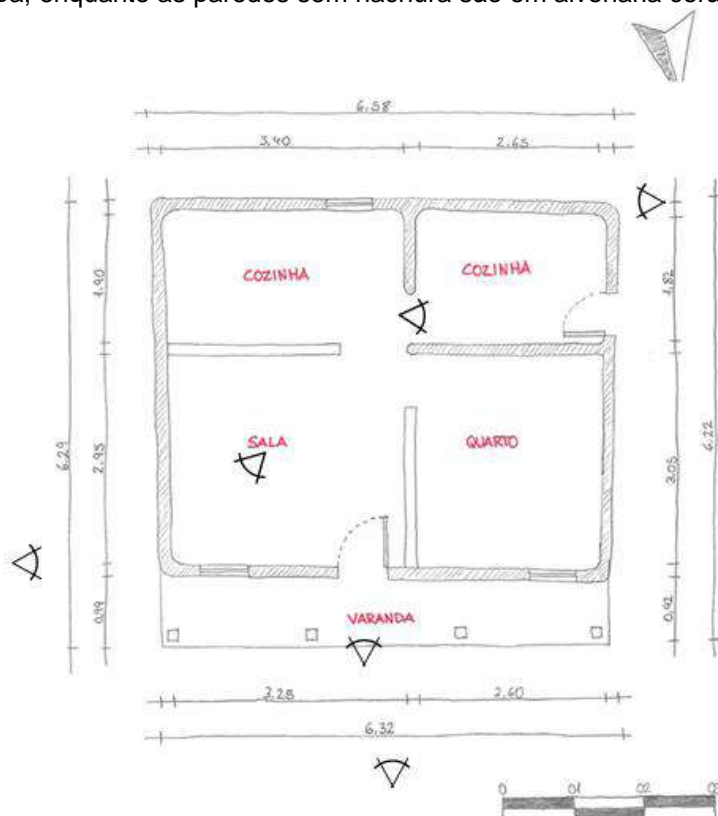 enquanto as paredes sem hachura são em alvenaria
6.58
3.40 2.65
COZINHA
COZINHA
1.90
1.82
SALA
QUARTO
6.29
2.95
3.05
6.22
0.99
VARANDA
0.92
3.25 2.60
6.32
0 01 02 03